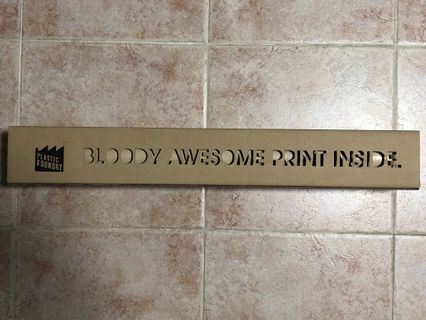 PLASTIC
FOUNDRY
BLOODY AWESOME PRINT INSIDE.